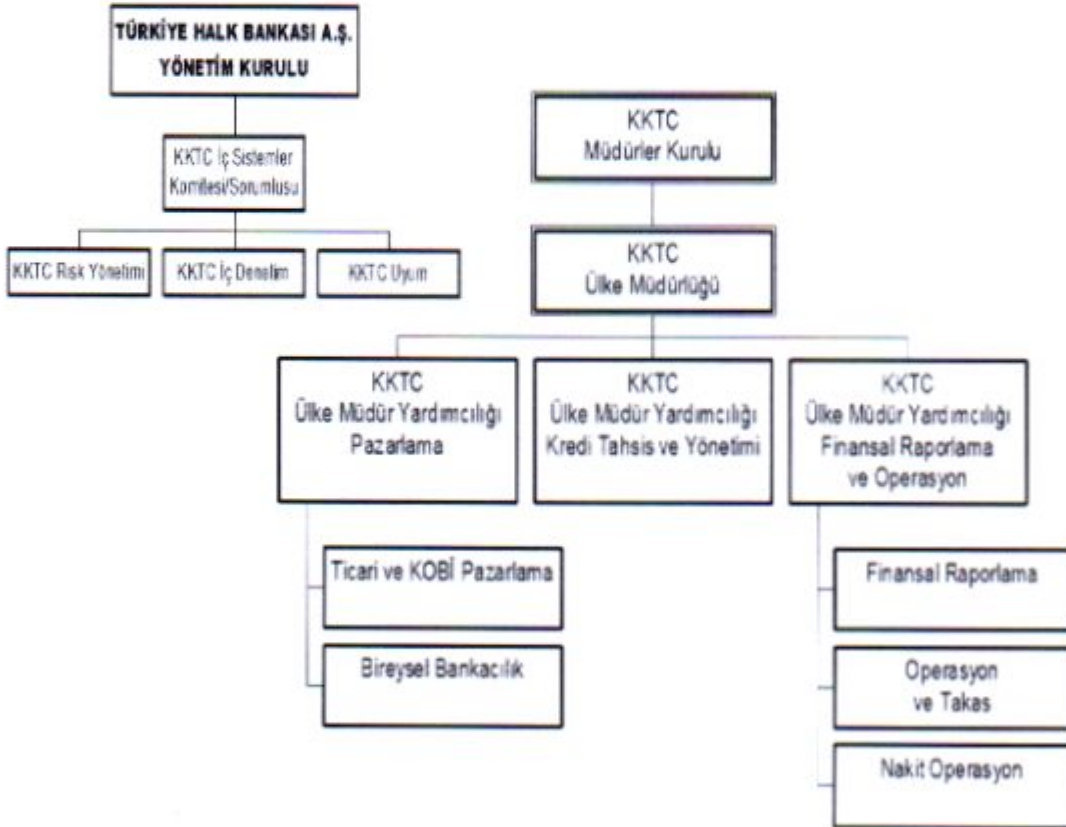 TÜRKİYE HALK BANKASI A.Ş.
YÖNETİM KURULU
KKTC İç Sistemler
Komitesi/Sorumlusu
KKTC Risk Yönetimi
KKTC İç Denetim
KKTC Uyum
KKTC
Müdürler Kurulu
KKTC
Ülke Müdürlüğü
KKTC
Ülke Müdür Yardımcılığı
Pazarlama
KKTC
Ülke Müdür Yardımcılığı
Kredi Tahsis ve Yönetimi
KKTC
Ülke Müdür Yardımcılığı
Finansal Raporlama
ve Operasyon
Ticari ve KOBİ Pazarlama
Bireysel Bankacılık
Finansal Raporlama
Operasyon
ve Takas
Nakit Operasyon